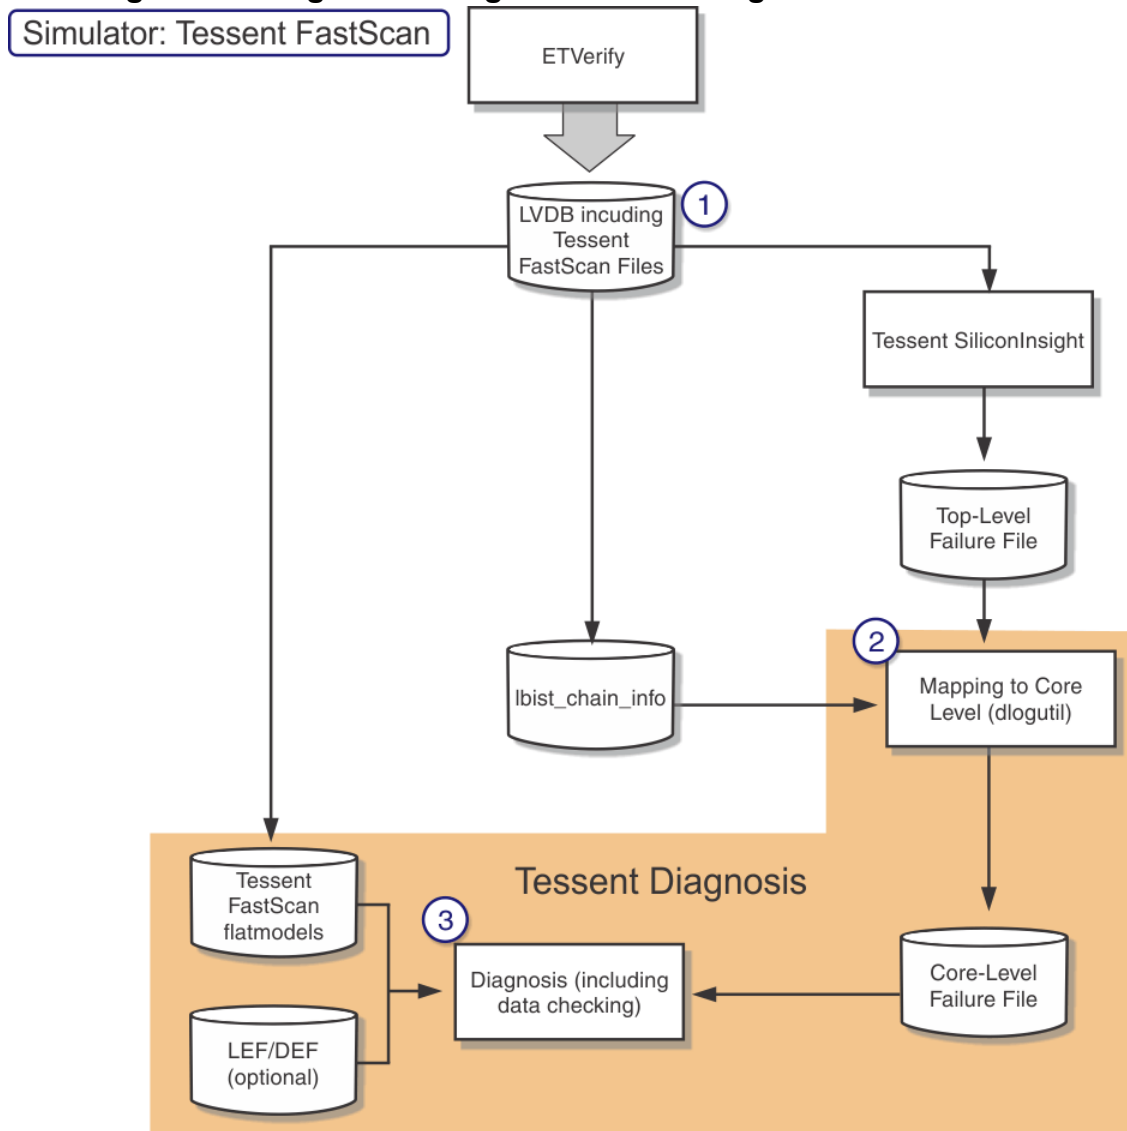 Simulator: Tessent FastScan
ETVerify
LVDB incuding
Tessent
FastScan Files
1
Tessent SiliconInsight
Top-Level
Failure File
2
Mapping to Core
Level (dlogutil)
lbist_chain_info
Tessent Diagnosis
Tessent
FastScan
flatmodels
3
Diagnosis (including
data checking)
Core-Level
Failure File
LEF/DEF
(optional)